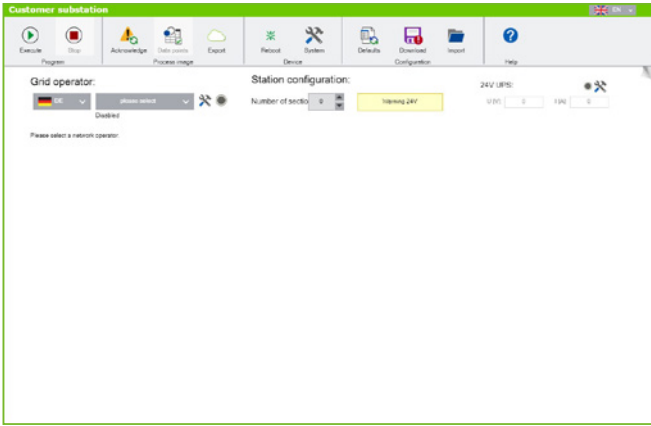 Customer substation
EN
Execute Stop Acknowledge Data points Export Reboot System Defaults Download Import
Program Process image Device Configuration Help
Grid operator: Station configuration: 24V UPS:
DE please select Number of sectio 0 24V U [V]: 0 I [A]: 0
Disabled
Please select a network operator.